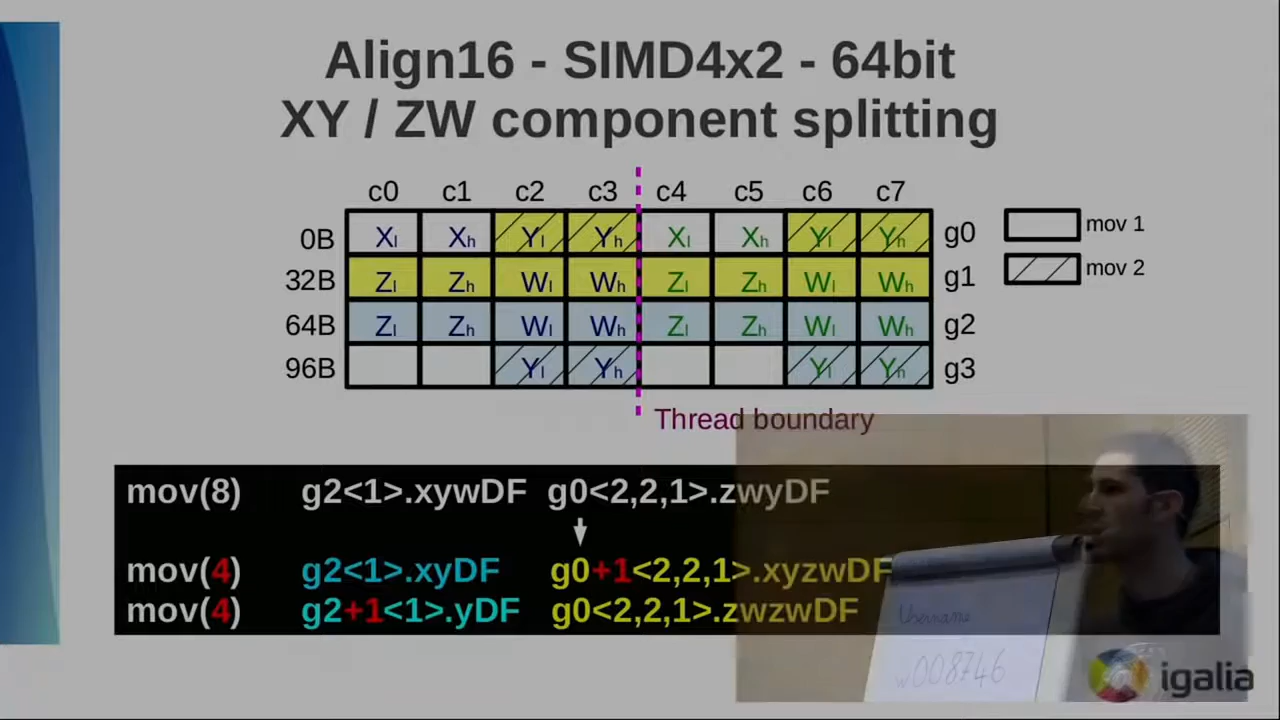 Align16 - SIMD4x2 - 64bit
XY / ZW component splitting
c0 c1 c2 c3 c4 c5 c6 c7
0B Xl Xh Yl Yh Xl Xh Yl Yh g0 mov 1
32B Zl Zh Wl Wh Zl Zh Wl Wh g1 mov 2
64B Zl Zh Wl Wh Zl Zh Wl Wh g2
96B Yl Yh Yl Yh g3
Thread boundary
mov(8) g2<1>.xywDF g0<2,2,1>.zwyDF
mov(4) g2<1>.xyDF g0+1<2,2,1>.xyzwDF
mov(4) g2+1<1>.yDF g0<2,2,1>.zwzwDF
Username
w008746
igalia